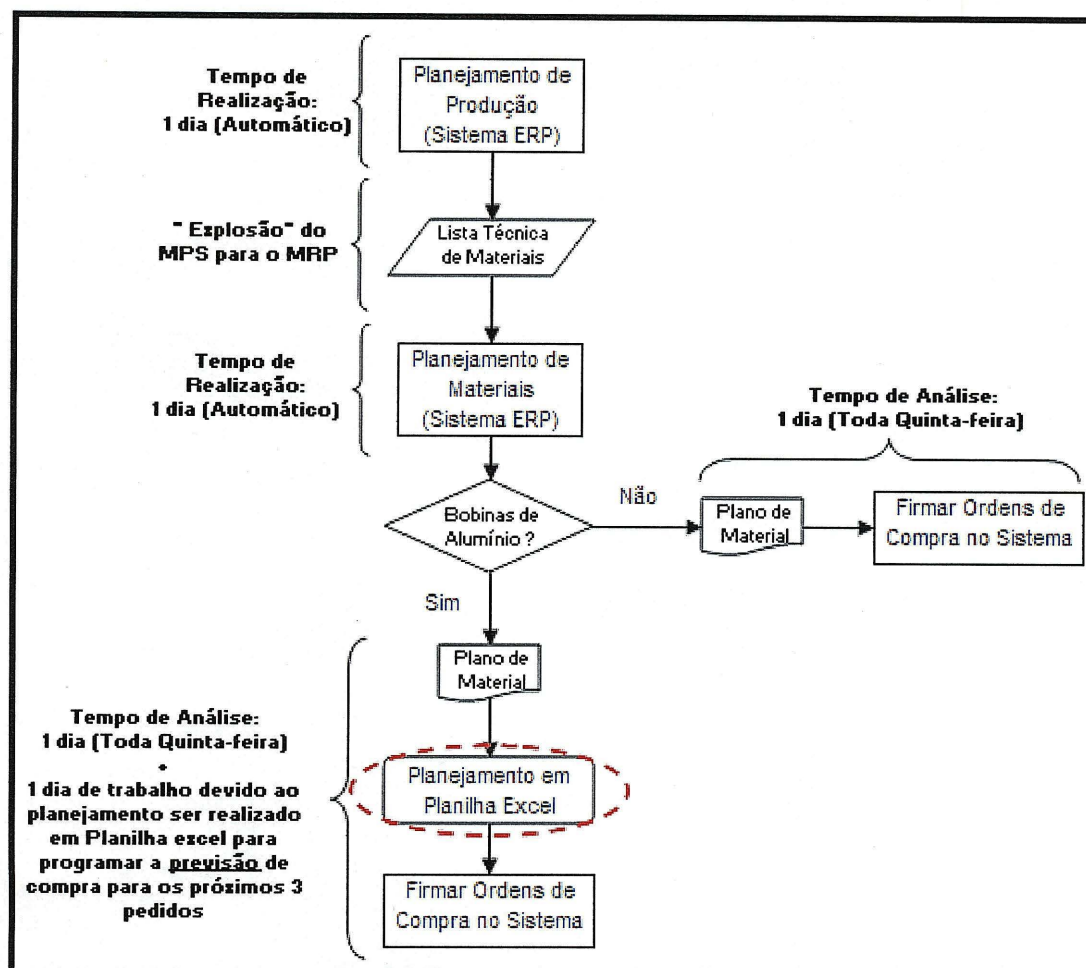 Tempo de
Realização:
1 dia (Automático)
Planejamento de
Produção
(Sistema ERP)
" Explosão" do
MPS para o MRP
Lista Técnica
de Materiais
Tempo de
Realização:
1 dia (Automático)
Planejamento de
Materiais
(Sistema ERP)
Tempo de Análise:
1 dia (Toda Quinta-feira)
Bobinas de
Alumínio ?
Não
Plano de
Material
Firmar Ordens de
Compra no Sistema
Sim
Plano de
Material
Tempo de Análise:
1 dia (Toda Quinta-feira)
•
1 dia de trabalho devido ao
planejamento ser realizado
em Planilha excel para
programar a previsão de
compra para os próximos 3
pedidos
Planejamento em
Planilha Excel
Firmar Ordens de
Compra no Sistema